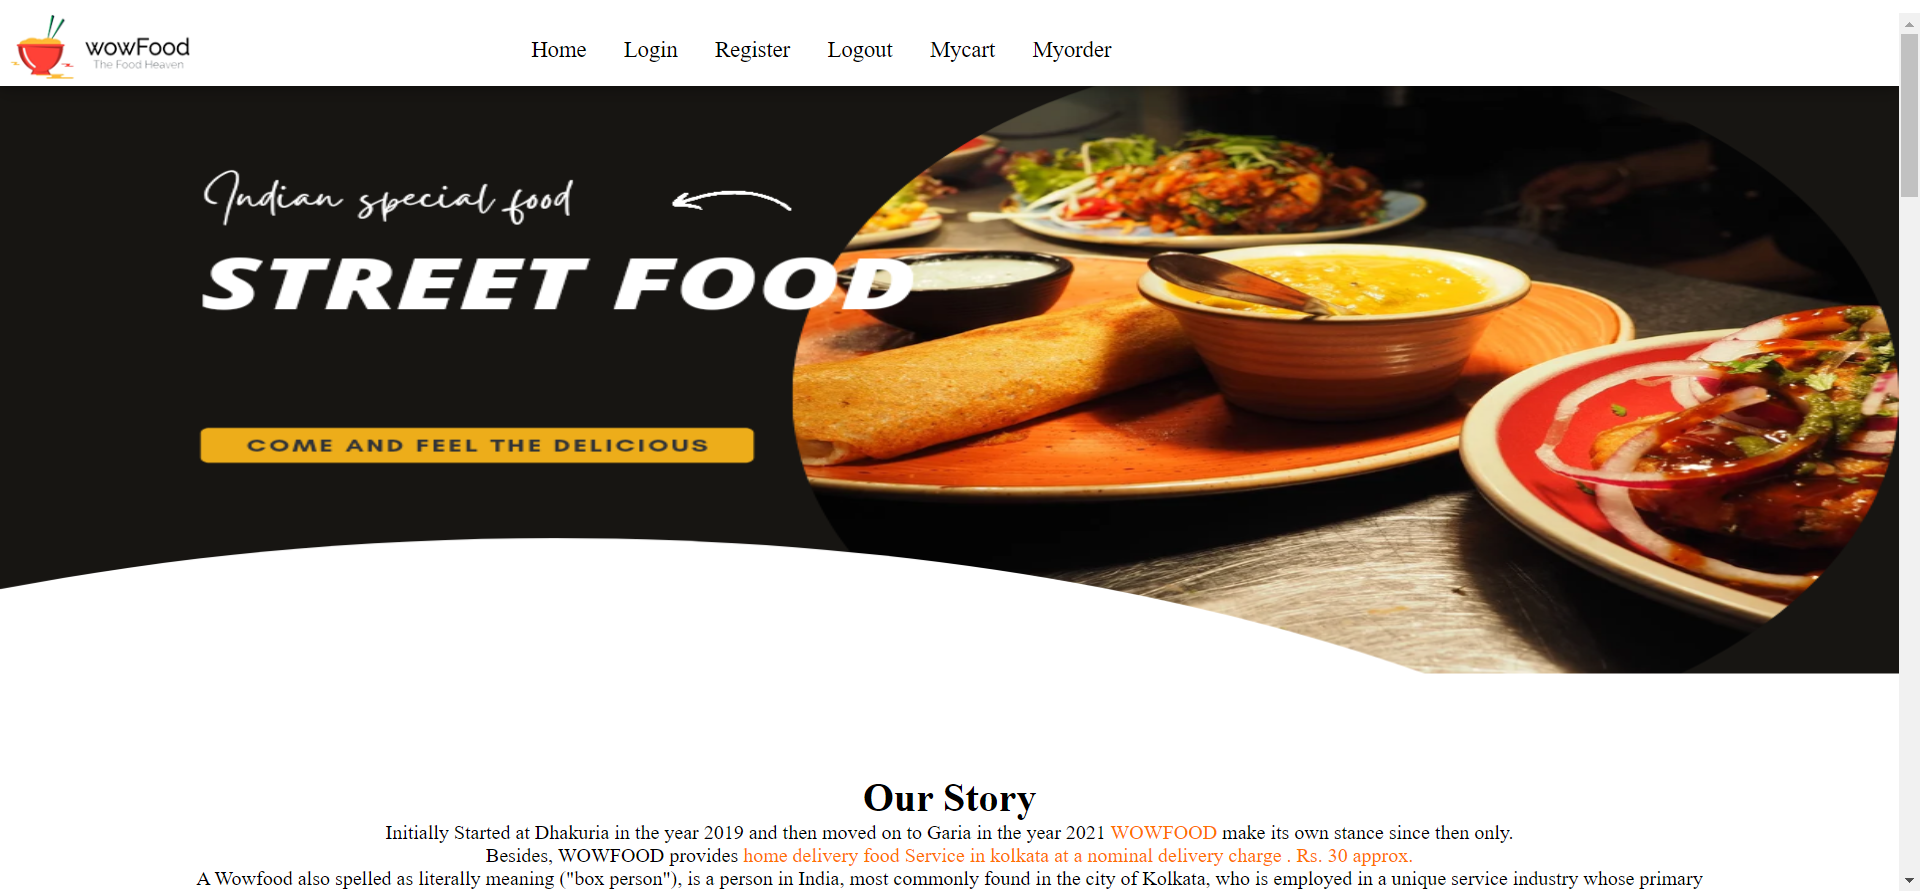 wowFood
The Food Heaven
Home Login Register Logout Mycart Myorder
Indian special food
STREET FOOD
COME AND FEEL THE DELICIOUS
Our Story
Initially Started at Dhakuria in the year 2019 and then moved on to Garia in the year 2021 WOWFOOD make its own stance since then only.
Besides, WOWFOOD provides home delivery food Service in kolkata at a nominal delivery charge . Rs. 30 approx.
A Wowfood also spelled as literally meaning ("box person"), is a person in India, most commonly found in the city of Kolkata, who is employed in a unique service industry whose primary